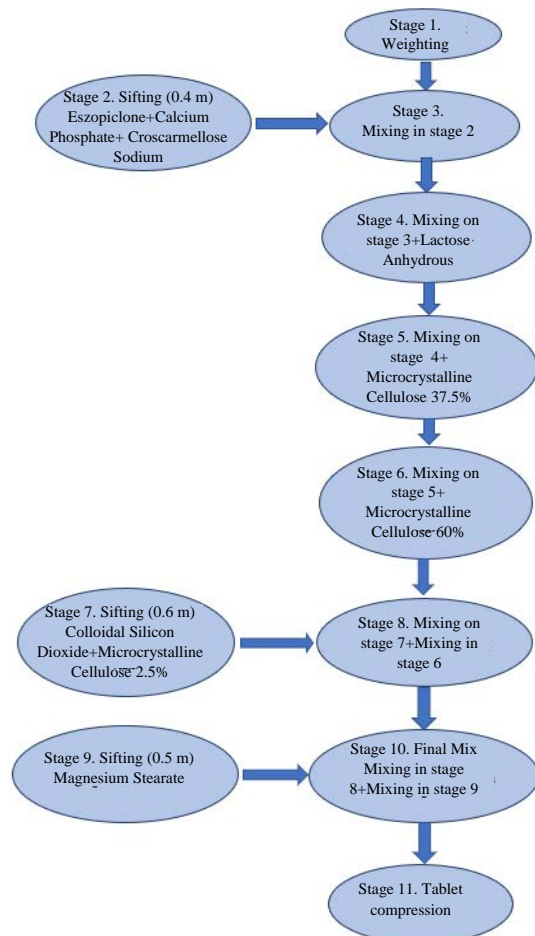 Stage 1.
Weighting
Stage 2. Sifting (0.4 m)
Eszopiclone+Calcium
Phosphate+ Croscarmellose
Sodium
Stage 3.
Mixing in stage 2
Stage 4. Mixing on
stage 3+Lactose
Anhydrous
Stage 5. Mixing on
stage 4+
Microcrystalline
Cellulose 37.5%
Stage 6. Mixing on
stage 5+
Microcrystalline
Cellulose 60%
Stage 7. Sifting (0.6 m)
Colloidal Silicon
Dioxide+Microcrystalline
Cellulose 2.5%
Stage 8. Mixing on
stage 7+Mixing in
stage 6
Stage 9. Sifting (0.5 m)
Magnesium Stearate
Stage 10. Final Mix
Mixing in stage
8+Mixing in stage 9
Stage 11. Tablet
compression